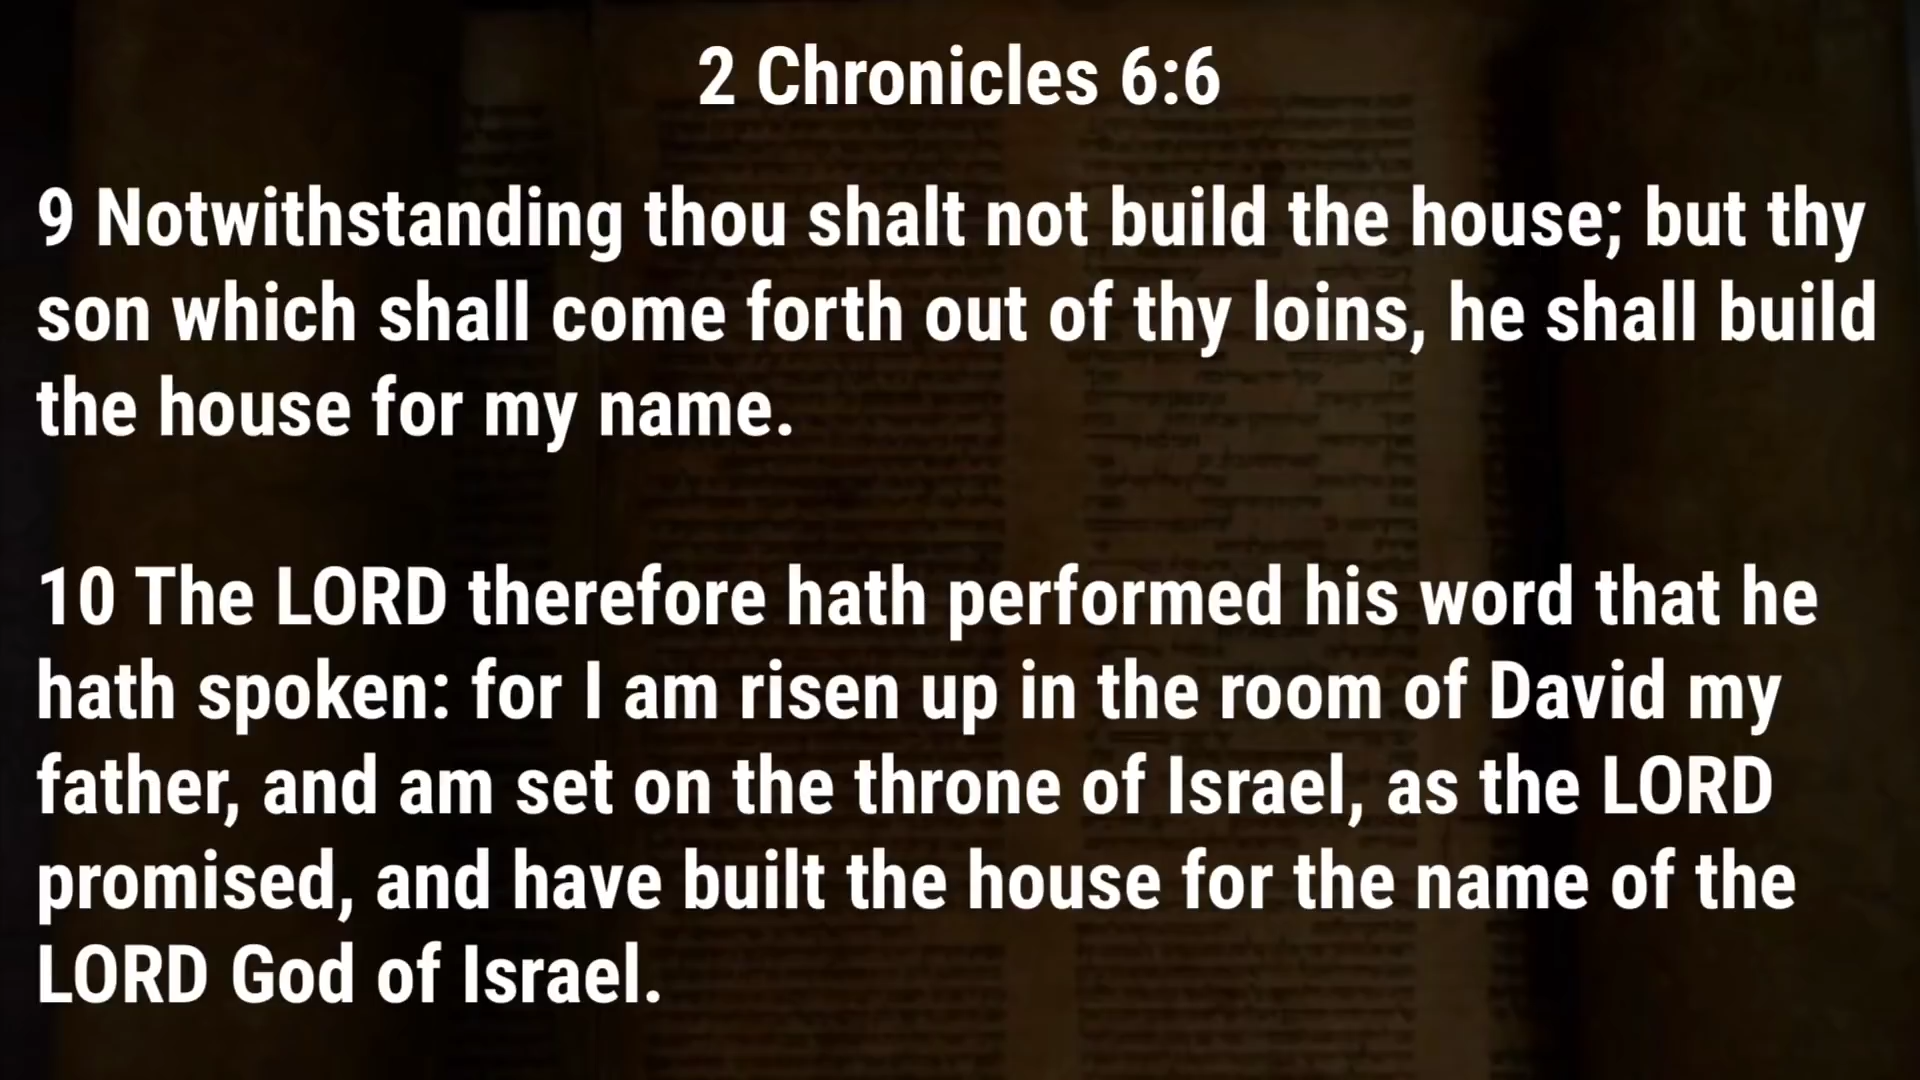 2 Chronicles 6:6
9 Notwithstanding thou shalt not build the house; but thy
son which shall come forth out of thy loins, he shall build
the house for my name.
10 The LORD therefore hath performed his word that he
hath spoken: for I am risen up in the room of David my
father, and am set on the throne of Israel, as the LORD
promised, and have built the house for the name of the
LORD God of Israel.